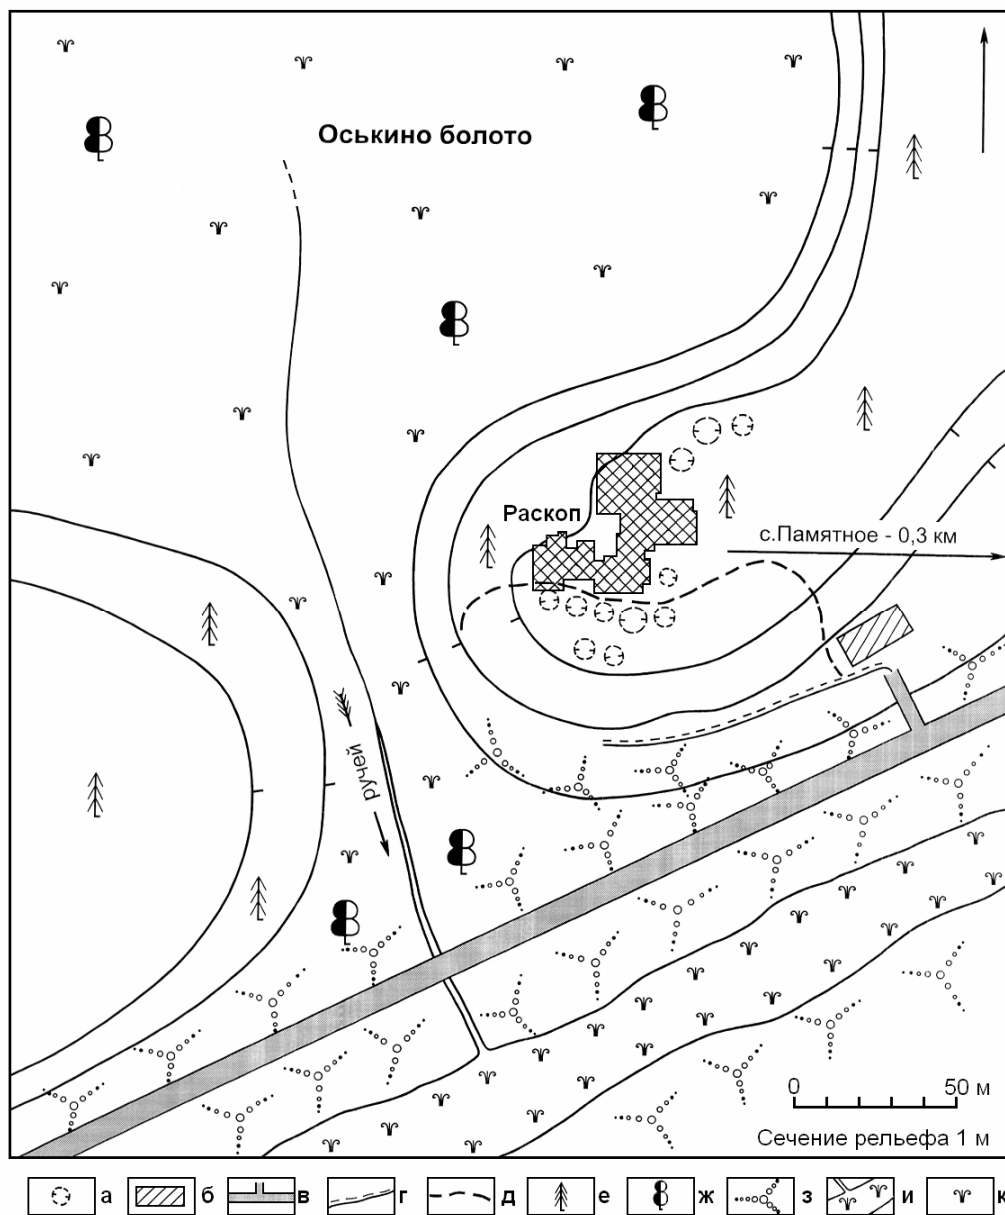 Оськино болото
Раскоп
с.Памятное - 0,3 км
ручей
0 50 м
Сечение рельефа 1 м
а б в г д е ж з и к